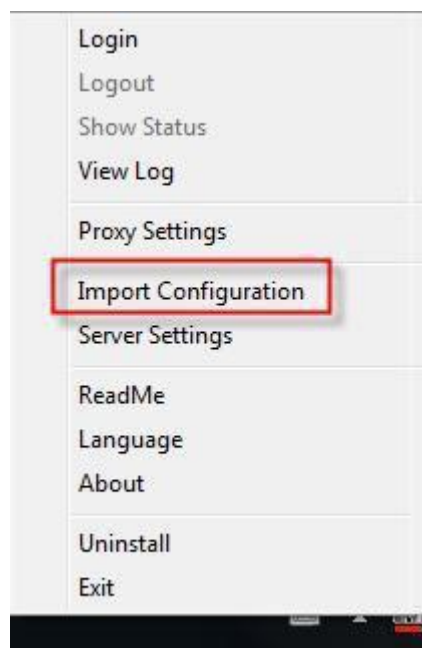 Login
Logout
Show Status
View Log
Proxy Settings
Import Configuration
Server Settings
ReadMe
Language
About
Uninstall
Exit